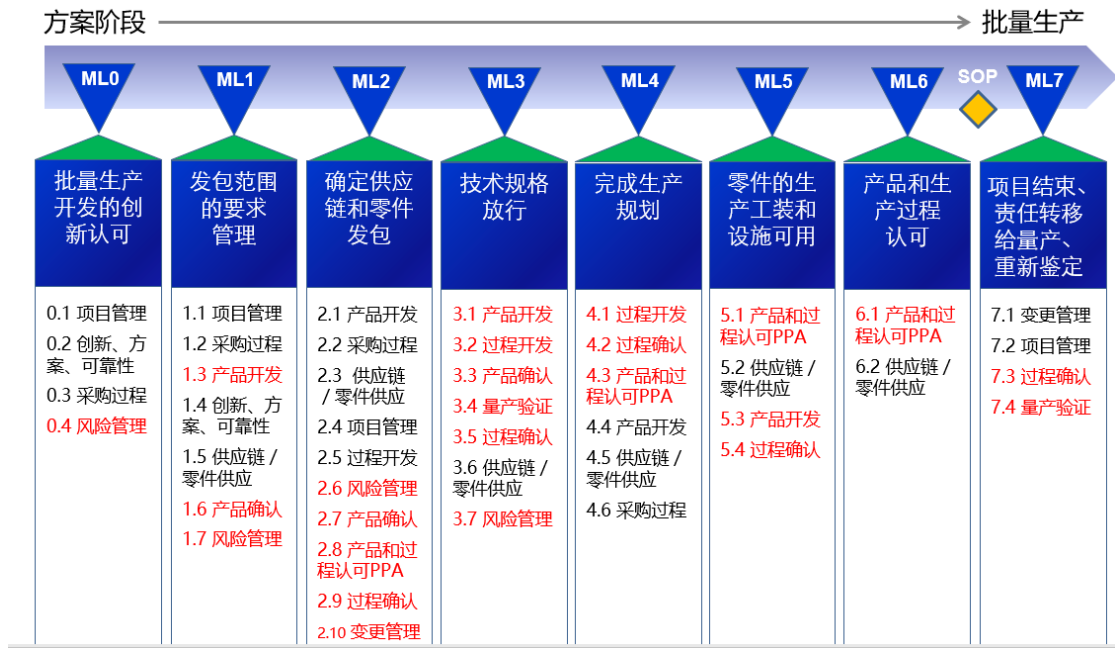 方案阶段
批量生产
ML0
ML1
ML2
ML3
ML4
ML5
ML6
SOP
ML7
批量生产
开发的创
新认可
发包范围
的要求
管理
确定供应
链和零件
发包
技术规格
放行
完成生产
规划
零件的生
产工装和
设施可用
产品和生
产过程
认可
项目结束、
责任转移
给量产、
重新鉴定
0.1 项目管理
0.2 创新、方
案、可靠性
0.3 采购过程
0.4 风险管理
1.1 项目管理
1.2 采购过程
1.3 产品开发
1.4 创新、方
案、可靠性
1.5 供应链 /
零件供应
1.6 产品确认
1.7 风险管理
2.1 产品开发
2.2 采购过程
2.3 供应链
/ 零件供应
2.4 项目管理
2.5 过程开发
2.6 风险管理
2.7 产品确认
2.8 产品和过
程认可PPA
2.9 过程确认
2.10 变更管理
3.1 产品开发
3.2 过程开发
3.3 产品确认
3.4 量产验证
3.5 过程确认
3.6 供应链 /
零件供应
3.7 风险管理
4.1 过程开发
4.2 过程确认
4.3 产品和过
程认可PPA
4.4 产品开发
4.5 供应链 /
零件供应
4.6 采购过程
5.1 产品和过
程认可PPA
5.2 供应链 /
零件供应
5.3 产品开发
5.4 过程确认
6.1 产品和过
程认可PPA
6.2 供应链 /
零件供应
7.1 变更管理
7.2 项目管理
7.3 过程确认
7.4 量产验证